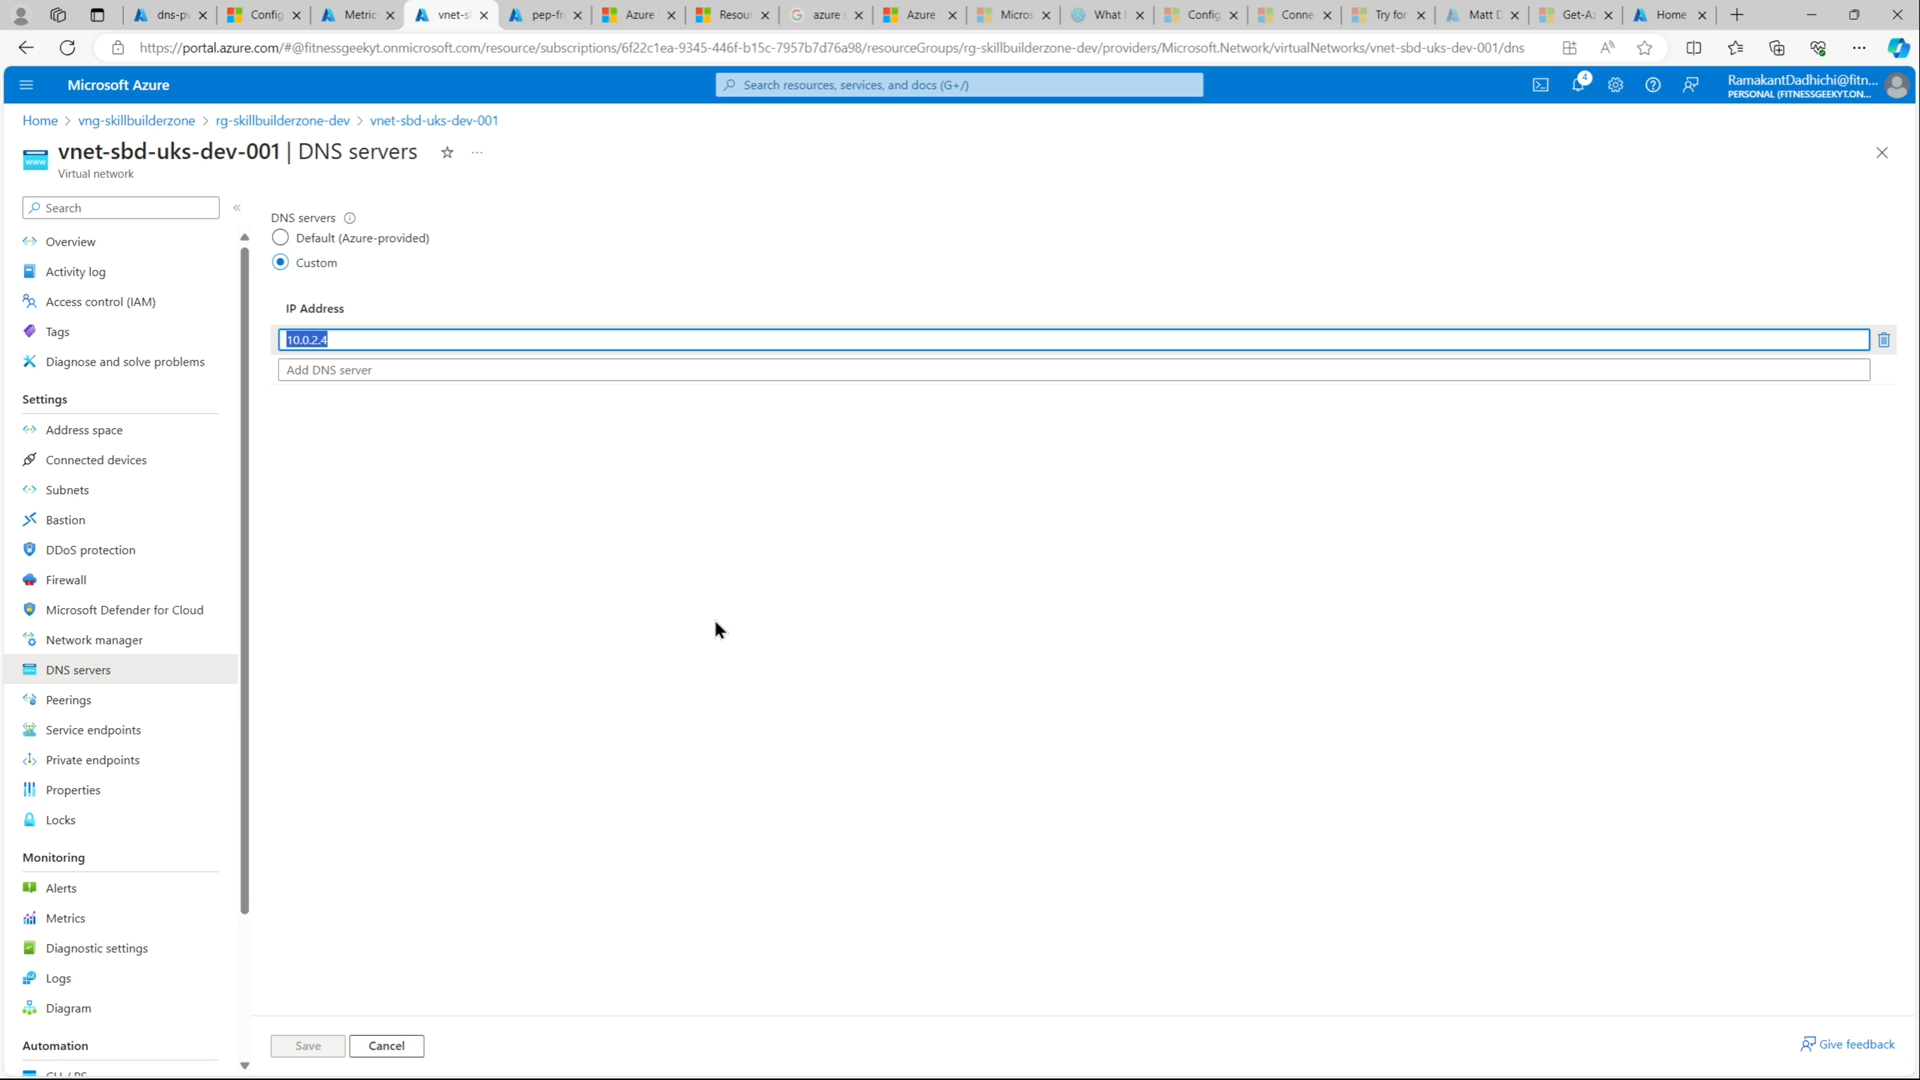 dns-pv
Config
Metric
vnet-s
pep-fr
Azure
Resour
azure s
Azure
Micros
What I
Config
Conne
Try for
Matt D
Get-Az
Home
https://portal.azure.com/#@fitnessgeekyt.onmicrosoft.com/resource/subscriptions/6f22c1ea-9345-446f-b15c-7957b7d76a98/resourceGroups/rg-skillbuilderzone-dev/providers/Microsoft.Network/virtualNetworks/vnet-sbd-uks-dev-001/dns
Microsoft Azure
Search resources, services, and docs (G+/)
4
RamakantDadhichi@fitn...
PERSONAL (FITNESSGEEKYT.ON...
Home > vng-skillbuilderzone > rg-skillbuilderzone-dev > vnet-sbd-uks-dev-001
www
vnet-sbd-uks-dev-001 | DNS servers
Virtual network
Search
Overview
Activity log
Access control (IAM)
Tags
Diagnose and solve problems
Settings
Address space
Connected devices
Subnets
Bastion
DDoS protection
Firewall
Microsoft Defender for Cloud
Network manager
DNS servers
Peerings
Service endpoints
Private endpoints
Properties
Locks
Monitoring
Alerts
Metrics
Diagnostic settings
Logs
Diagram
Automation
DNS servers
Default (Azure-provided)
Custom
IP Address
10.0.2.4
Add DNS server
Save
Cancel
Give feedback